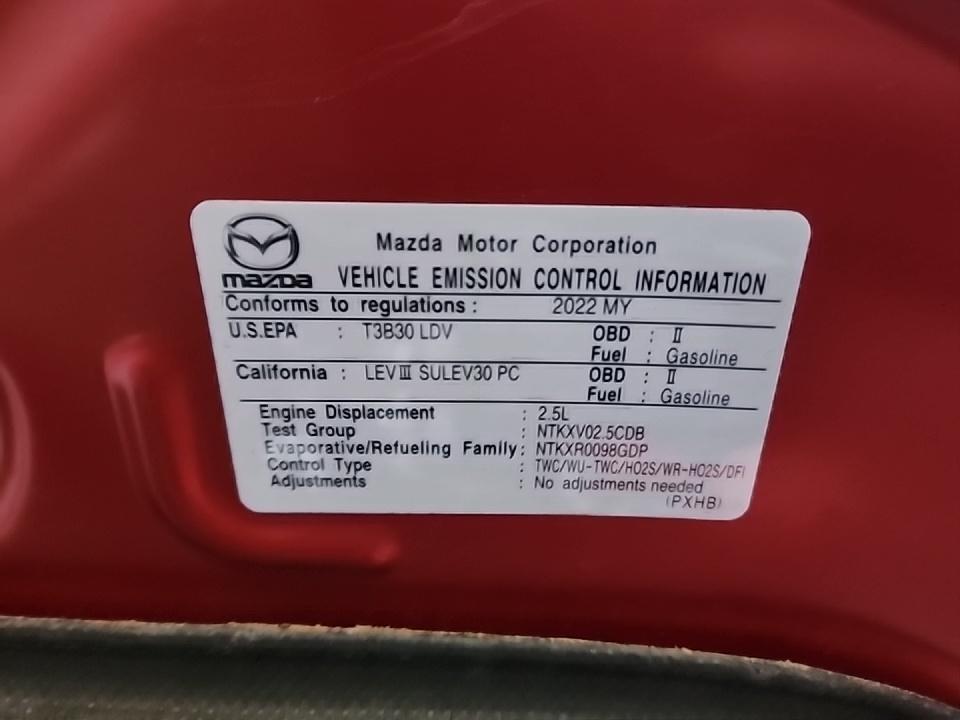 Mazda Motor Corporation
mazda VEHICLE EMISSION CONTROL INFORMATION
Conforms to regulations : 2022 MY
U.S.EPA : T3B30 LDV OBD : II
Fuel : Gasoline
California : LEV III SULEV30 PC OBD : II
Fuel : Gasoline
Engine Displacement : 2.5L
Test Group : NTKXV02.5CDB
Evaporative/Refueling Family : NTKXR0098GDP
Control Type : TWC/WU-TWC/HO2S/WR-HO2S/DFI
Adjustments : No adjustments needed
(PXHB)